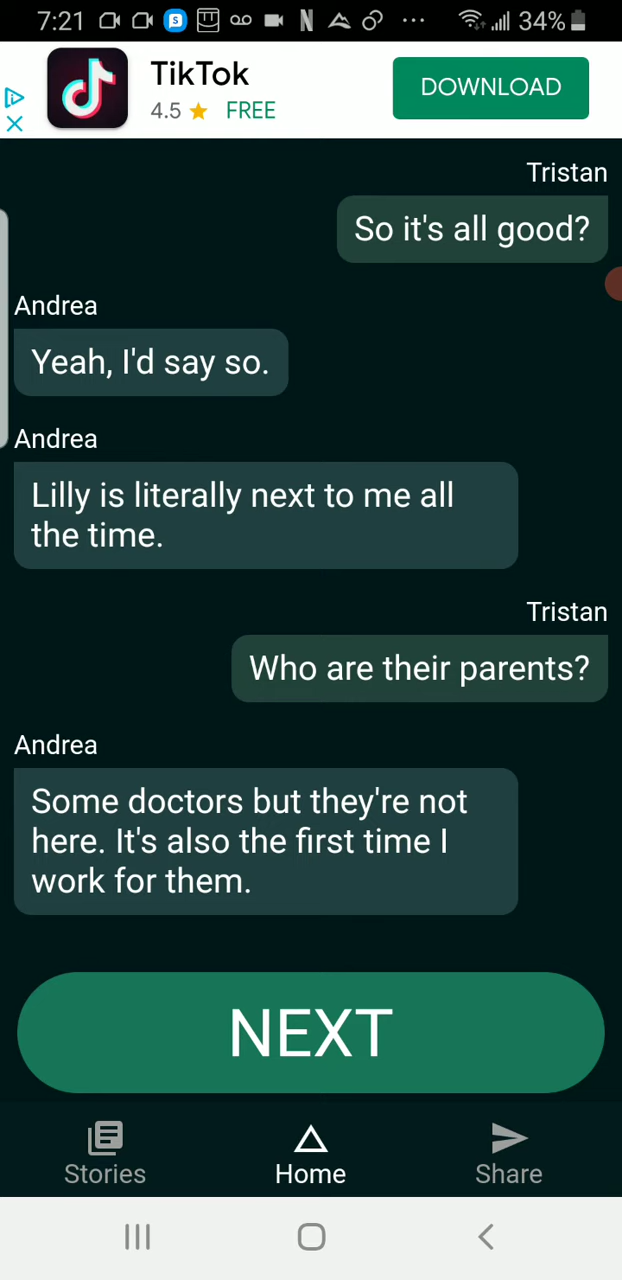 7:21
34%
TikTok
4.5 ★ FREE
DOWNLOAD
Tristan
So it's all good?
Andrea
Yeah, I'd say so.
Andrea
Lilly is literally next to me all
the time.
Tristan
Who are their parents?
Andrea
Some doctors but they're not
here. It's also the first time I
work for them.
NEXT
Stories
Home
Share